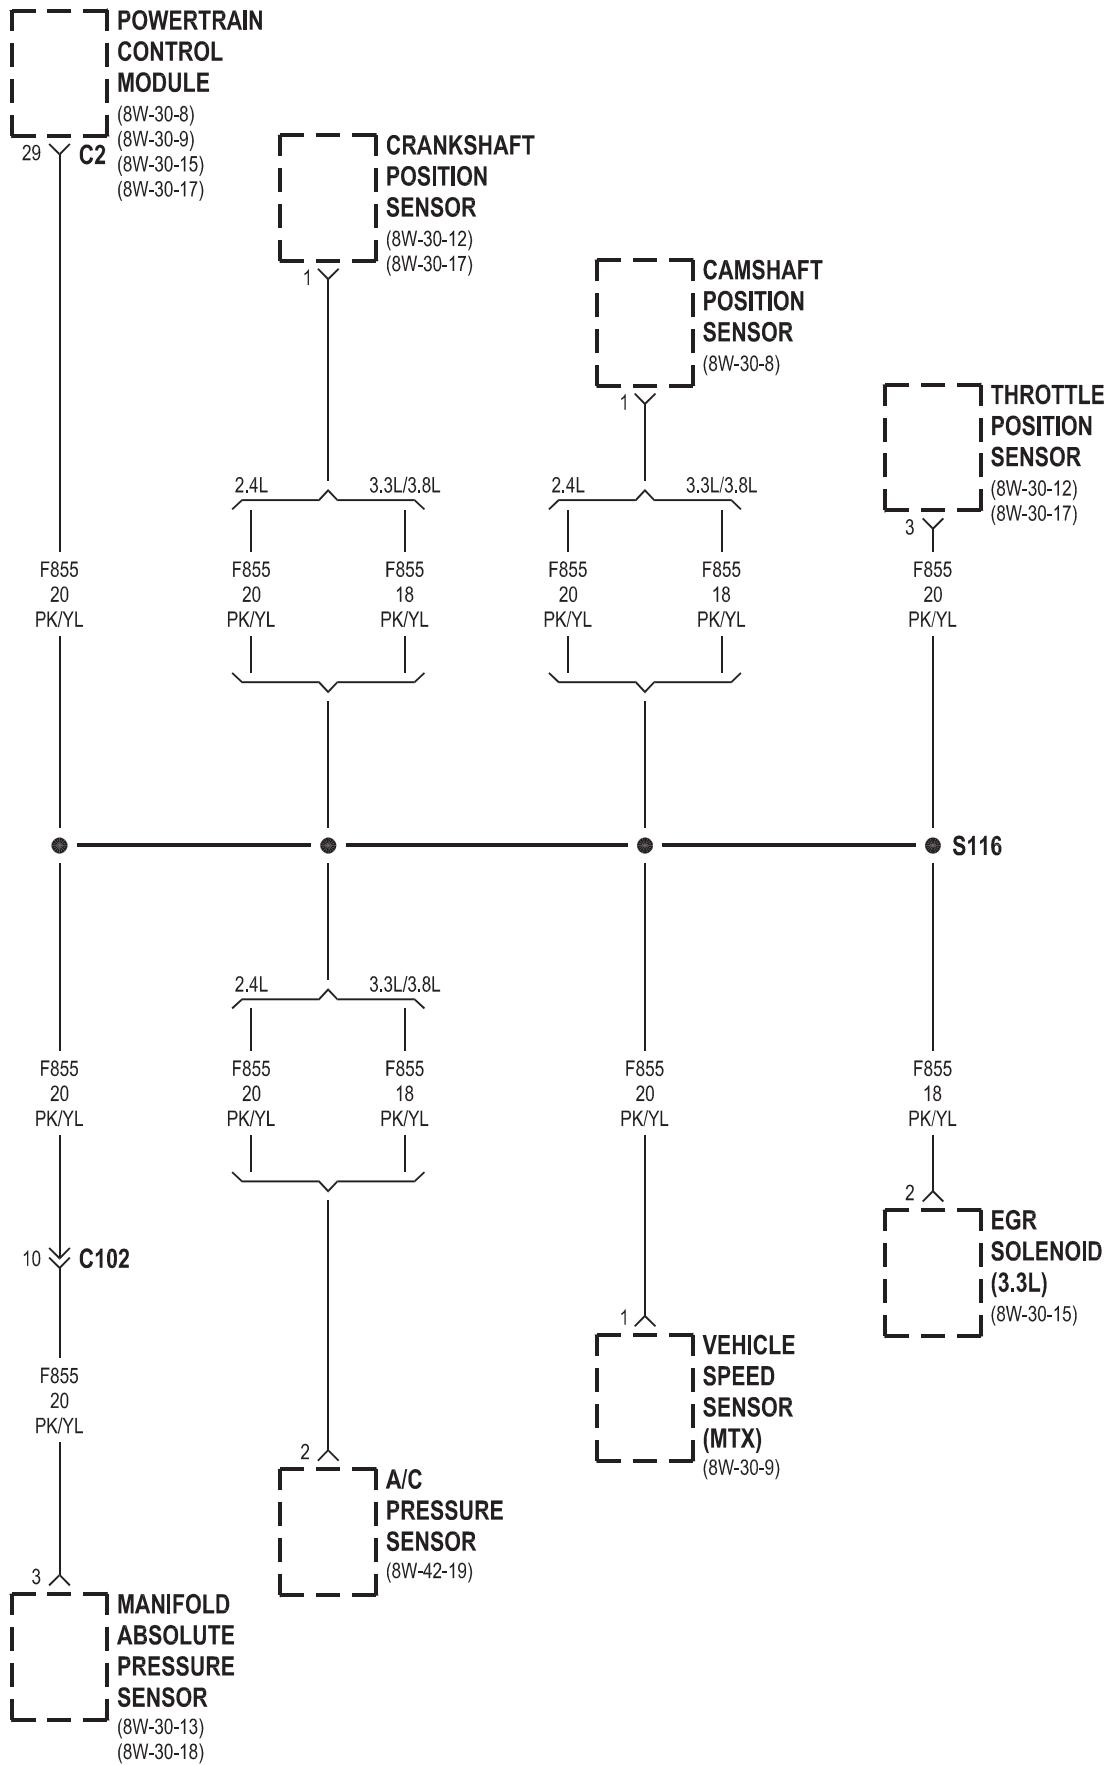 POWERTRAIN
CONTROL
MODULE
(8W-30-8)
(8W-30-9)
(8W-30-15)
(8W-30-17)
29
C2
CRANKSHAFT
POSITION
SENSOR
(8W-30-12)
(8W-30-17)
1
CAMSHAFT
POSITION
SENSOR
(8W-30-8)
1
THROTTLE
POSITION
SENSOR
(8W-30-12)
(8W-30-17)
3
2.4L
3.3L/3.8L
2.4L
3.3L/3.8L
F855
20
PK/YL
F855
20
PK/YL
F855
18
PK/YL
F855
20
PK/YL
F855
18
PK/YL
F855
20
PK/YL
S116
2.4L
3.3L/3.8L
F855
20
PK/YL
F855
20
PK/YL
F855
18
PK/YL
F855
20
PK/YL
F855
18
PK/YL
2
EGR
SOLENOID
(3.3L)
(8W-30-15)
10
C102
1
VEHICLE
SPEED
SENSOR
(MTX)
(8W-30-9)
F855
20
PK/YL
2
A/C
PRESSURE
SENSOR
(8W-42-19)
3
MANIFOLD
ABSOLUTE
PRESSURE
SENSOR
(8W-30-13)
(8W-30-18)